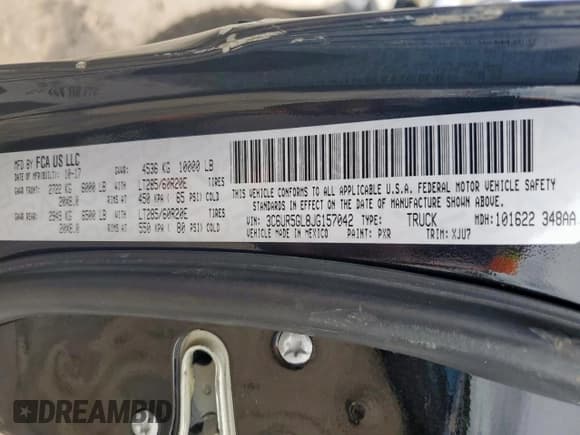 MFD BY FCA US LLC
DATE OF MFR/BUILT: 10-17 GVWR: 4536 KG 10000 LB
GAWR FRONT: 2722 KG 6000 LB WITH LT285/60R20E TIRES
20X8.0 RIMS AT 450 KPA ( 65 PSI) COLD
GAWR REAR: 2949 KG 6500 LB WITH LT285/60R20E TIRES
20X8.0 RIMS AT 550 KPA ( 80 PSI) COLD
THIS VEHICLE CONFORMS TO ALL APPLICABLE U.S.A. FEDERAL MOTOR VEHICLE SAFETY
STANDARDS IN EFFECT ON THE DATE OF MANUFACTURE SHOWN ABOVE.
VIN: 3C6UR5GL8JG157042 TYPE: TRUCK MDH: 101622 348AA
VEHICLE MADE IN MEXICO PAINT: PXR TRIM: XJU7
DREAMBID